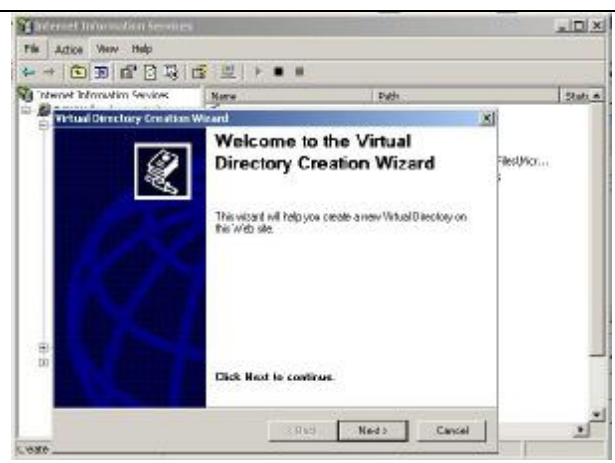 Internet Information Services
File Action View Help
Internet Information Services
Name Path Status
Virtual Directory Creation Wizard
Welcome to the Virtual
Directory Creation Wizard
This wizard will help you create a new Virtual Directory on
this Web site.
Click Next to continue.
< Back Next > Cancel